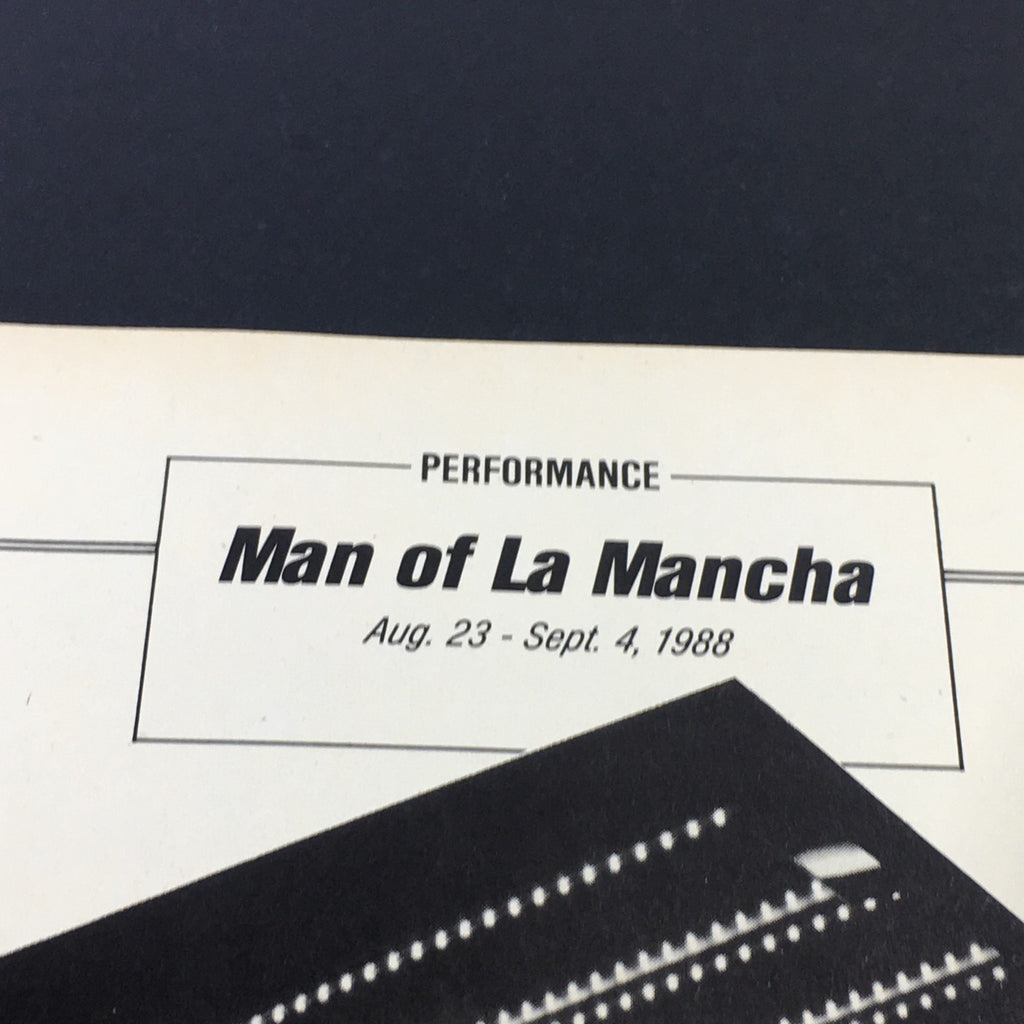 PERFORMANCE
Man of La Mancha
Aug. 23 - Sept. 4, 1988